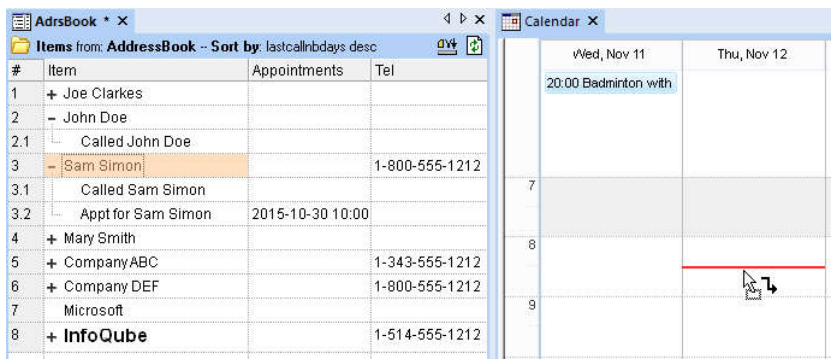 AdrsBook * X
Items from: AddressBook -- Sort by: lastcallnbdays desc
# Item Appointments Tel
1 + Joe Clarkes
2 − John Doe
2.1 Called John Doe
3 − Sam Simon 1-800-555-1212
3.1 Called Sam Simon
3.2 Appt for Sam Simon 2015-10-30 10:00
4 + Mary Smith
5 + CompanyABC 1-343-555-1212
6 + Company DEF 1-800-555-1212
7 Microsoft
8 + InfoQube 1-514-555-1212
Calendar X
Wed, Nov 11 Thu, Nov 12
20:00 Badminton with
7
8
9